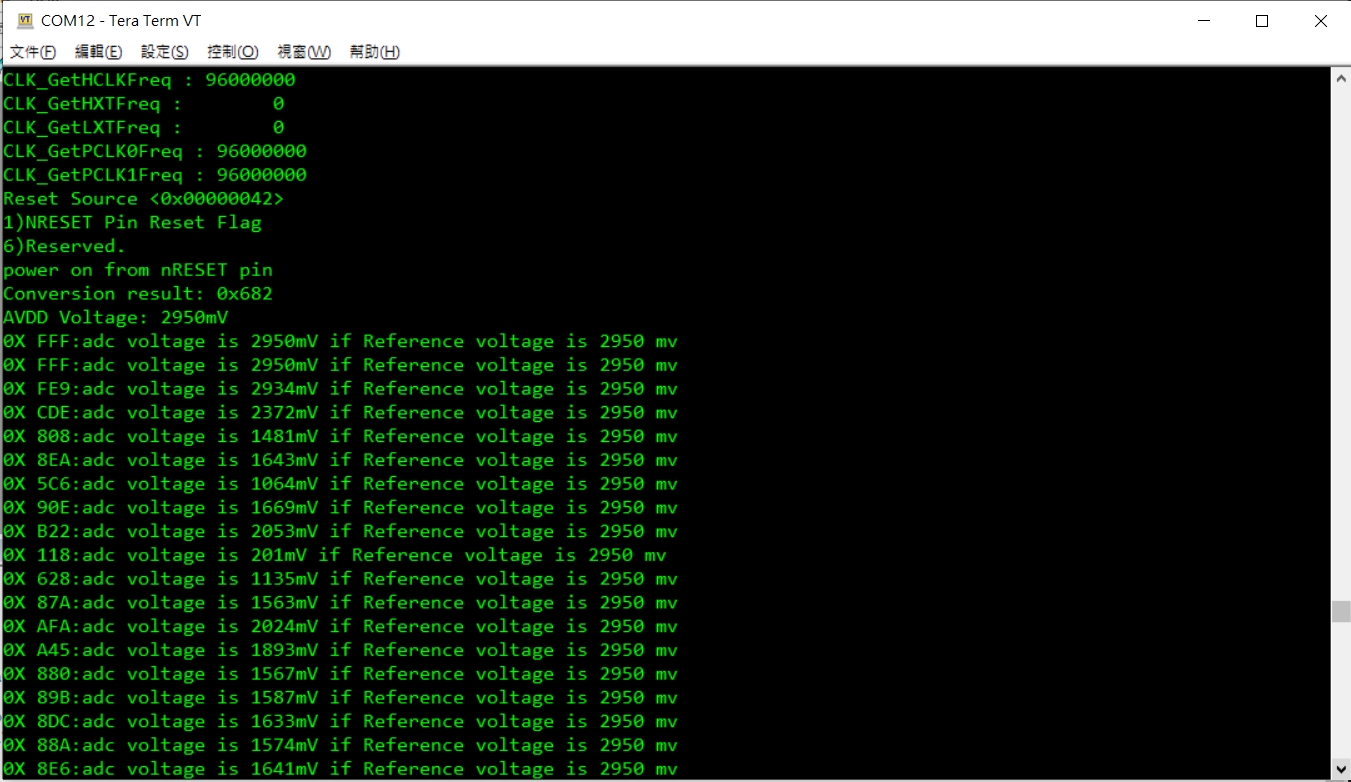 COM12 - Tera Term VT
文件(F) 編輯(E) 設定(S) 控制(O) 視窗(W) 幫助(H)
CLK_GetHCLKFreq : 96000000
CLK_GetHXTFreq :        0
CLK_GetLXTFreq :        0
CLK_GetPCLK0Freq : 96000000
CLK_GetPCLK1Freq : 96000000
Reset Source <0x00000042>
1)NRESET Pin Reset Flag
6)Reserved.
power on from nRESET pin
Conversion result: 0x682
AVDD Voltage: 2950mV
0X FFF:adc voltage is 2950mV if Reference voltage is 2950 mv
0X FFF:adc voltage is 2950mV if Reference voltage is 2950 mv
0X FE9:adc voltage is 2934mV if Reference voltage is 2950 mv
0X CDE:adc voltage is 2372mV if Reference voltage is 2950 mv
0X 808:adc voltage is 1481mV if Reference voltage is 2950 mv
0X 8EA:adc voltage is 1643mV if Reference voltage is 2950 mv
0X 5C6:adc voltage is 1064mV if Reference voltage is 2950 mv
0X 90E:adc voltage is 1669mV if Reference voltage is 2950 mv
0X B22:adc voltage is 2053mV if Reference voltage is 2950 mv
0X 118:adc voltage is 201mV if Reference voltage is 2950 mv
0X 628:adc voltage is 1135mV if Reference voltage is 2950 mv
0X 87A:adc voltage is 1563mV if Reference voltage is 2950 mv
0X AFA:adc voltage is 2024mV if Reference voltage is 2950 mv
0X A45:adc voltage is 1893mV if Reference voltage is 2950 mv
0X 880:adc voltage is 1567mV if Reference voltage is 2950 mv
0X 89B:adc voltage is 1587mV if Reference voltage is 2950 mv
0X 8DC:adc voltage is 1633mV if Reference voltage is 2950 mv
0X 88A:adc voltage is 1574mV if Reference voltage is 2950 mv
0X 8E6:adc voltage is 1641mV if Reference voltage is 2950 mv